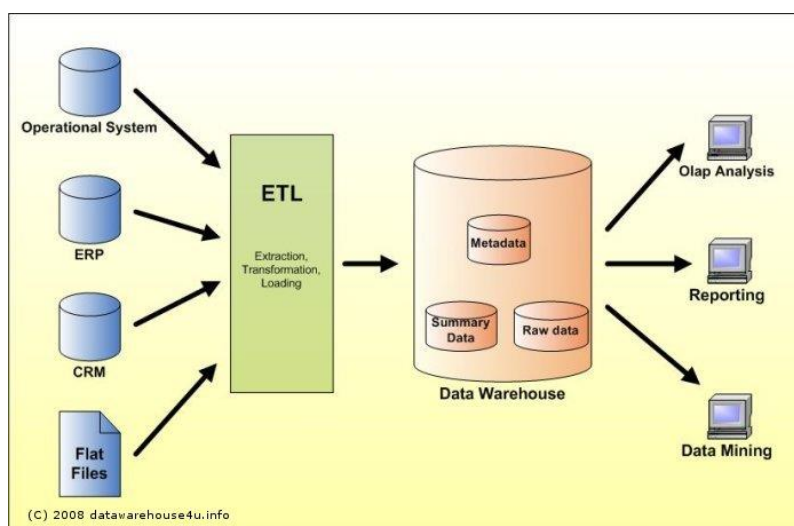 Operational System
ERP
CRM
Flat
Files
ETL
Extraction,
Transformation,
Loading
Metadata
Summary
Data
Raw data
Data Warehouse
Olap Analysis
Reporting
Data Mining
(C) 2008 datawarehouse4u.info